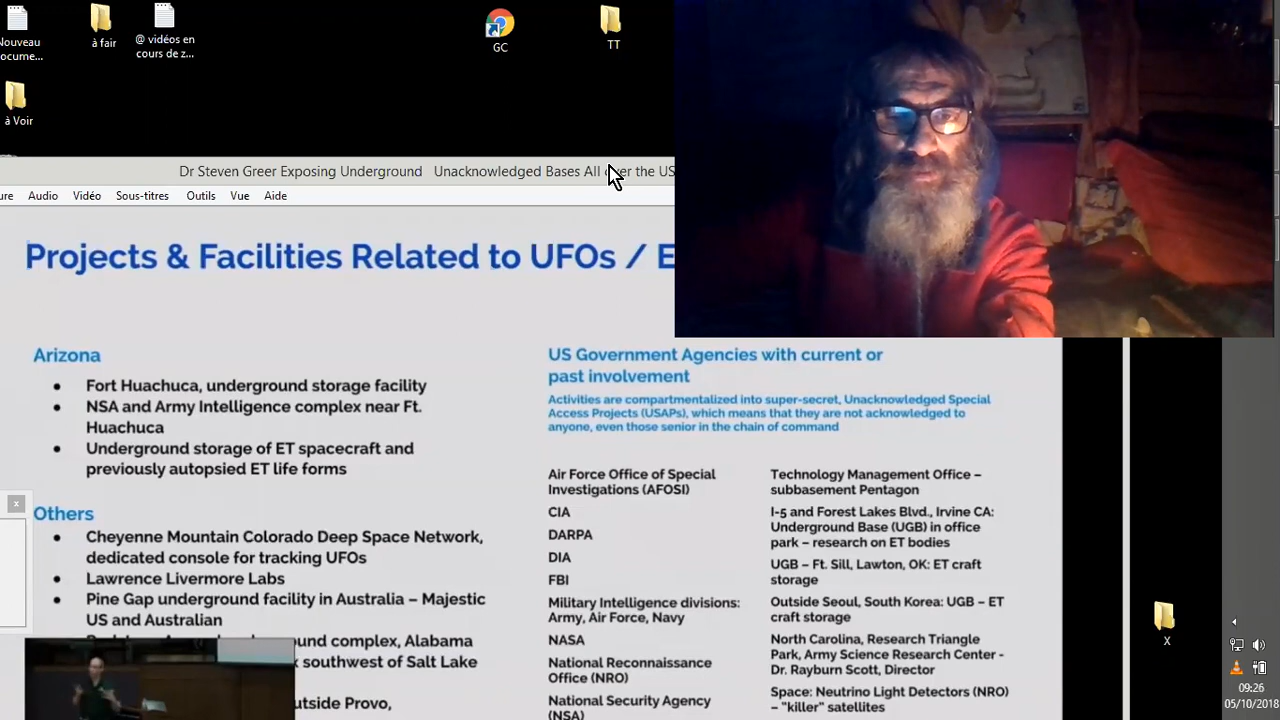 Nouveau
docume...
à fair
@ vidéos en
cours de z...
GC
TT
à Voir
Dr Steven Greer Exposing Underground Unacknowledged Bases All over the US
ure Audio Vidéo Sous-titres Outils Vue Aide
Projects & Facilities Related to UFOs / E
Arizona
• Fort Huachuca, underground storage facility
• NSA and Army Intelligence complex near Ft.
Huachuca
• Underground storage of ET spacecraft and
previously autopsied ET life forms
Others
• Cheyenne Mountain Colorado Deep Space Network,
dedicated console for tracking UFOs
• Lawrence Livermore Labs
• Pine Gap underground facility in Australia – Majestic
US and Australian
ound complex, Alabama
southwest of Salt Lake
utside Provo,
US Government Agencies with current or
past involvement
Activities are compartmentalized into super-secret, Unacknowledged Special
Access Projects (USAPs), which means that they are not acknowledged to
anyone, even those senior in the chain of command
Air Force Office of Special
Investigations (AFOSI)
CIA
DARPA
DIA
FBI
Military Intelligence divisions:
Army, Air Force, Navy
NASA
National Reconnaissance
Office (NRO)
National Security Agency
(NSA)
Technology Management Office –
subbasement Pentagon
I-5 and Forest Lakes Blvd., Irvine CA:
Underground Base (UGB) in office
park – research on ET bodies
UGB – Ft. Sill, Lawton, OK: ET craft
storage
Outside Seoul, South Korea: UGB – ET
craft storage
North Carolina, Research Triangle
Park, Army Science Research Center -
Dr. Rayburn Scott, Director
Space: Neutrino Light Detectors (NRO)
– "killer" satellites
X
09:26
05/10/2018